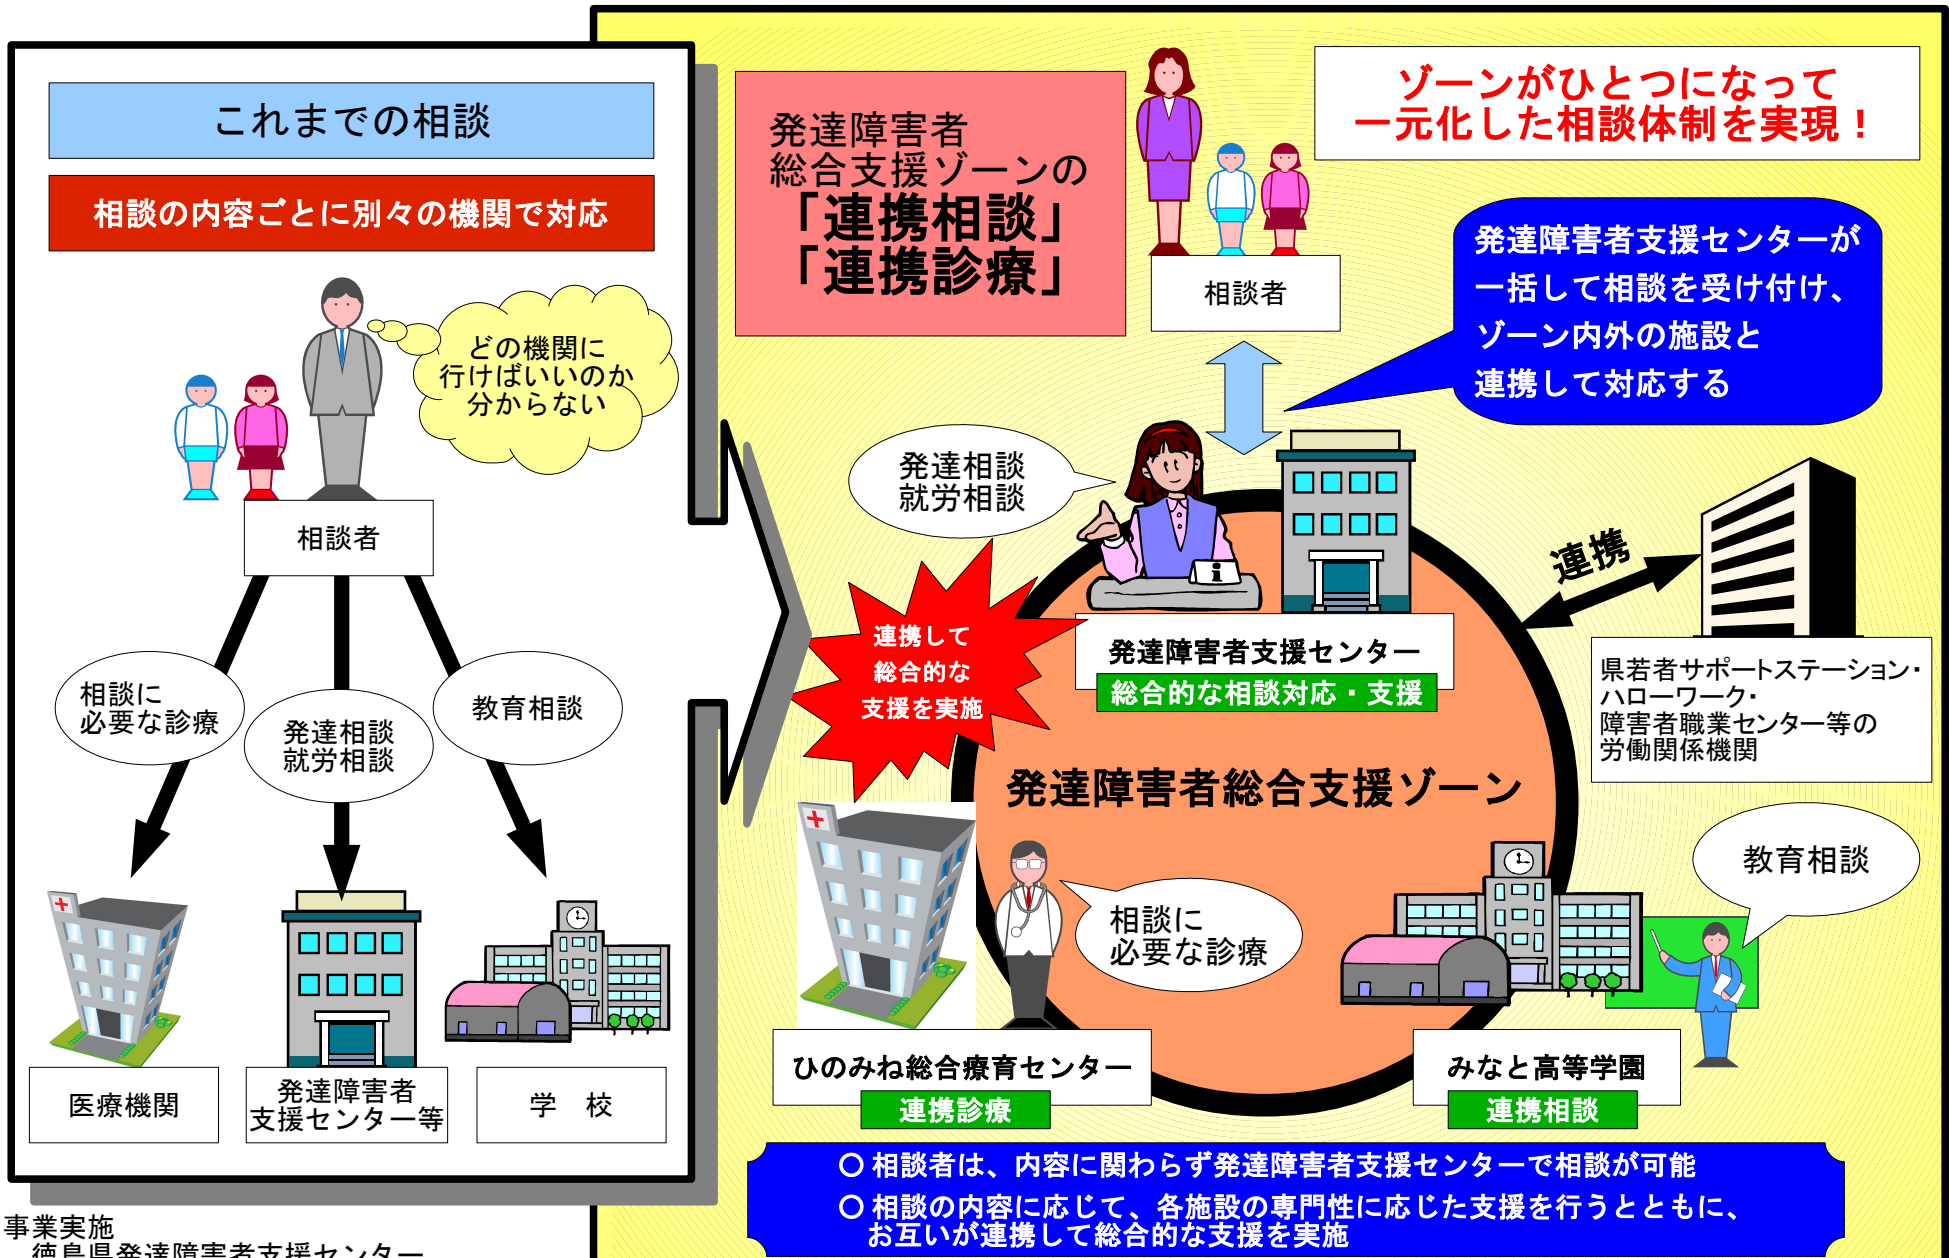 これまでの相談
相談の内容ごとに別々の機関で対応
どの機関に
行けばいいのか
分からない
相談者
相談に
必要な診療
発達相談
就労相談
教育相談
医療機関
発達障害者
支援センター等
学　校
事業実施
徳島県発達障害者支援センター
発達障害者
総合支援ゾーンの
「連携相談」
「連携診療」
相談者
ゾーンがひとつになって
一元化した相談体制を実現！
発達障害者支援センターが
一括して相談を受け付け、
ゾーン内外の施設と
連携して対応する
発達相談
就労相談
i
連携して
総合的な
支援を実施
発達障害者支援センター
総合的な相談対応・支援
連携
県若者サポートステーション・
ハローワーク・
障害者職業センター等の
労働関係機関
発達障害者総合支援ゾーン
相談に
必要な診療
教育相談
ひのみね総合療育センター
連携診療
みなと高等学園
連携相談
〇 相談者は、内容に関わらず発達障害者支援センターで相談が可能
〇 相談の内容に応じて、各施設の専門性に応じた支援を行うとともに、
お互いが連携して総合的な支援を実施